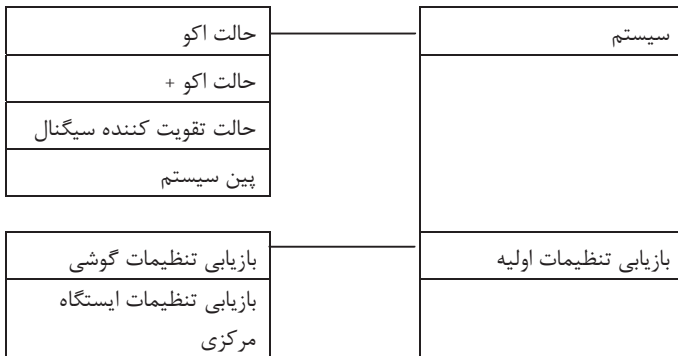 سیستم
حالت اکو
حالت اکو +
حالت تقویت کننده سیگنال
پین سیستم
بازیابی تنظیمات اولیه
بازیابی تنظیمات گوشی
بازیابی تنظیمات ایستگاه
مرکزی